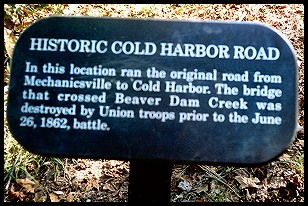 HISTORIC COLD HARBOR ROAD
In this location ran the original road from
Mechanicsville to Cold Harbor. The bridge
that crossed Beaver Dam Creek was
destroyed by Union troops prior to the June
26, 1862, battle.